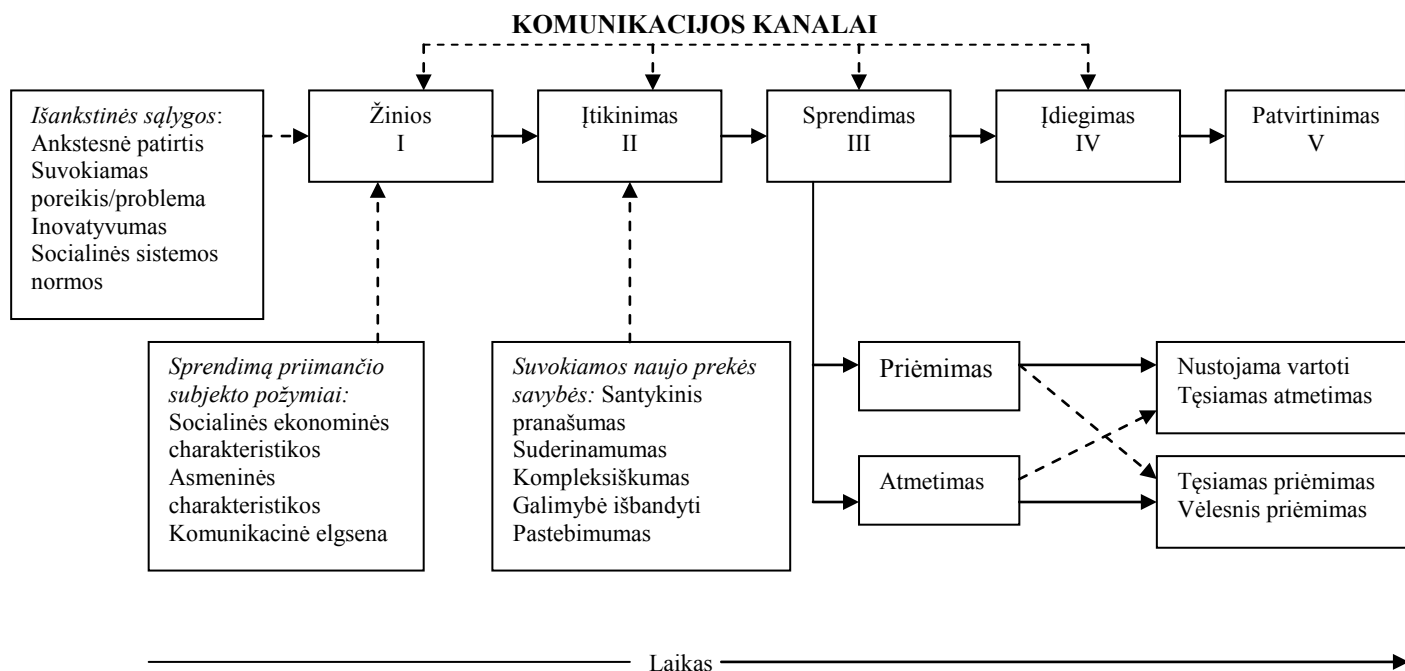 KOMUNIKACIJOS KANALAI
Išankstinės sąlygos:
Ankstesnė patirtis
Suvokiamas
poreikis/problema
Inovatyvumas
Socialinės sistemos
normos
Žinios
I
Įtikinimas
II
Sprendimas
III
Įdiegimas
IV
Patvirtinimas
V
Sprendimą priimančio
subjekto požymiai:
Socialinės ekonominės
charakteristikos
Asmeninės
charakteristikos
Komunikacinė elgsena
Suvokiamos naujo prekės
savybės: Santykinis
pranašumas
Suderinamumas
Kompleksiškumas
Galimybė išbandyti
Pastebimumas
Priėmimas
Atmetimas
Nustojama vartoti
Tęsiamas atmetimas
Tęsiamas priėmimas
Vėlesnis priėmimas
Laikas